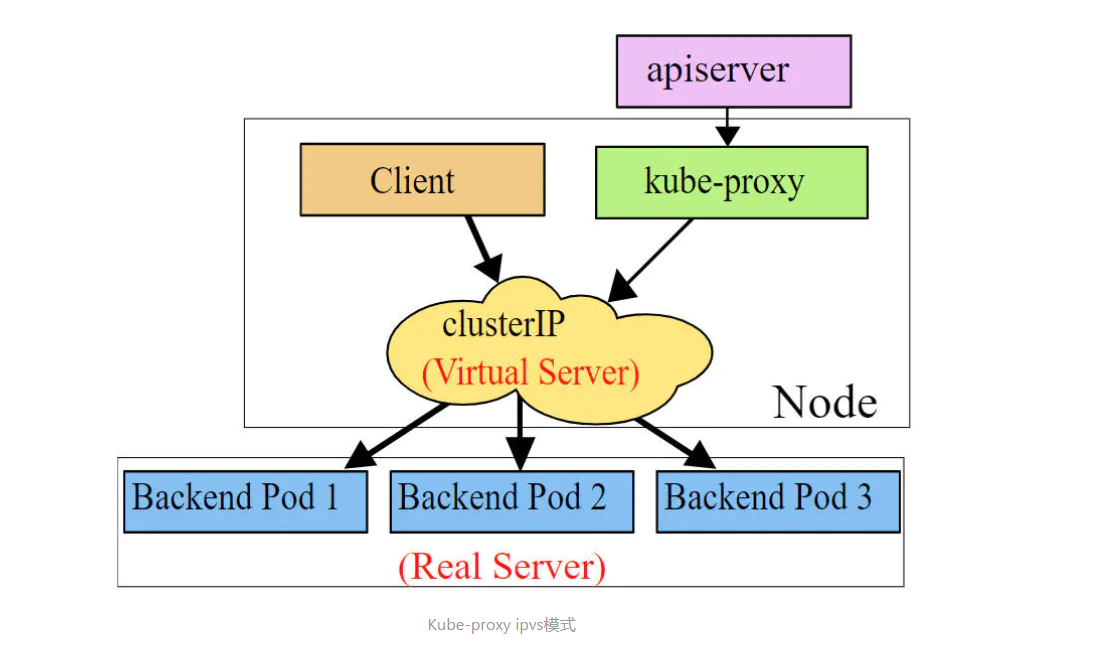 apiserver
Client
kube-proxy
clusterIP
(Virtual Server)
Node
Backend Pod 1
Backend Pod 2
Backend Pod 3
(Real Server)
Kube-proxy ipvs模式